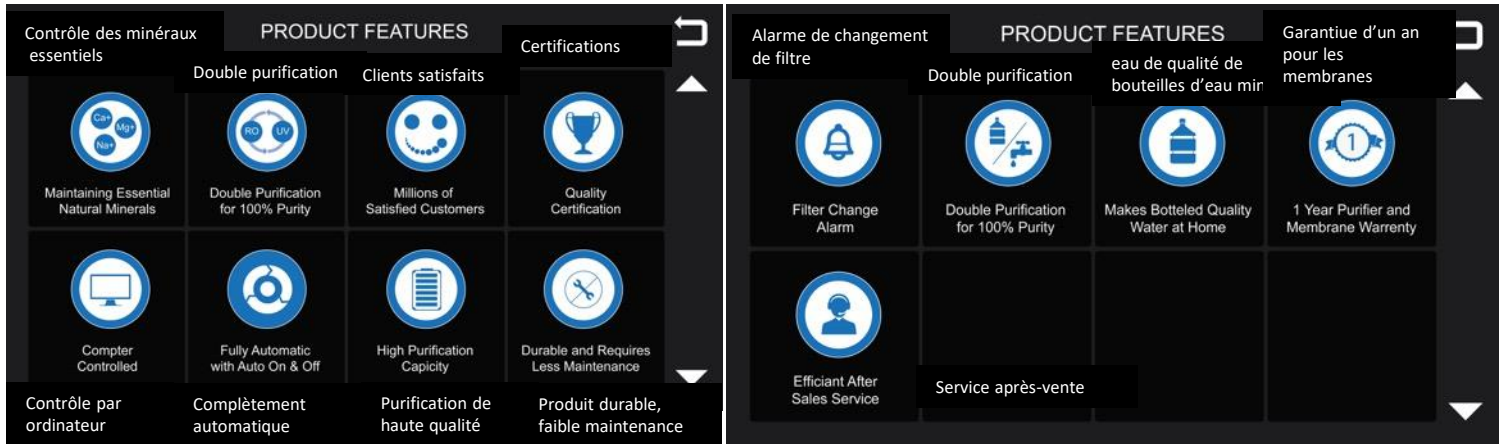 Contrôle des minéraux
essentiels
PRODUCT FEATURES
Certifications
Double purification
Clients satisfaits
Ca+
Mg+
Na+
RO
UV
Maintaining Essential
Natural Minerals
Double Purification
for 100% Purity
Millions of
Satisfied Customers
Quality
Certification
Compter
Controlled
Fully Automatic
with Auto On & Off
High Purification
Capicity
Durable and Requires
Less Maintenance
Contrôle par
ordinateur
Complètement
automatique
Purification de
haute qualité
Produit durable,
faible maintenance
Alarme de changement
de filtre
PRODUCT FEATURES
Garantiue d’un an
pour les
membranes
Double purification
eau de qualité de
bouteilles d’eau min
1
Filter Change
Alarm
Double Purification
for 100% Purity
Makes Botteled Quality
Water at Home
1 Year Purifier and
Membrane Warrenty
Efficiant After
Sales Service
Service après-vente